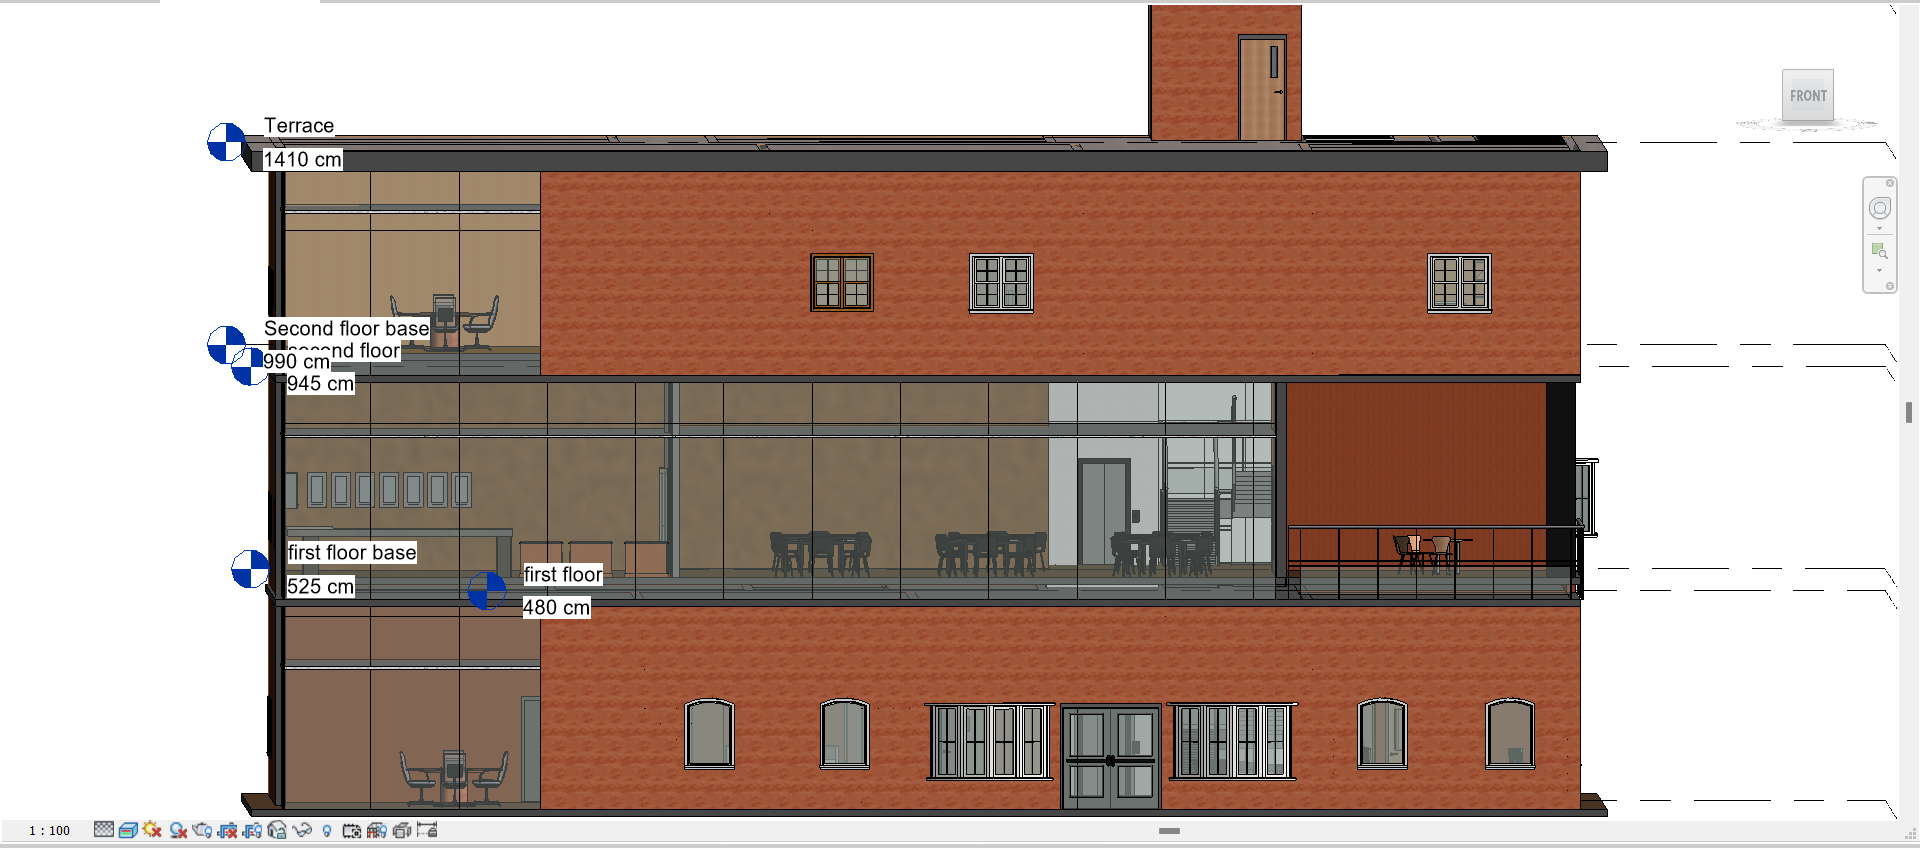 FRONT
Terrace
1410 cm
Second floor base
second floor
990 cm
945 cm
first floor base
525 cm
first floor
480 cm
1 : 100